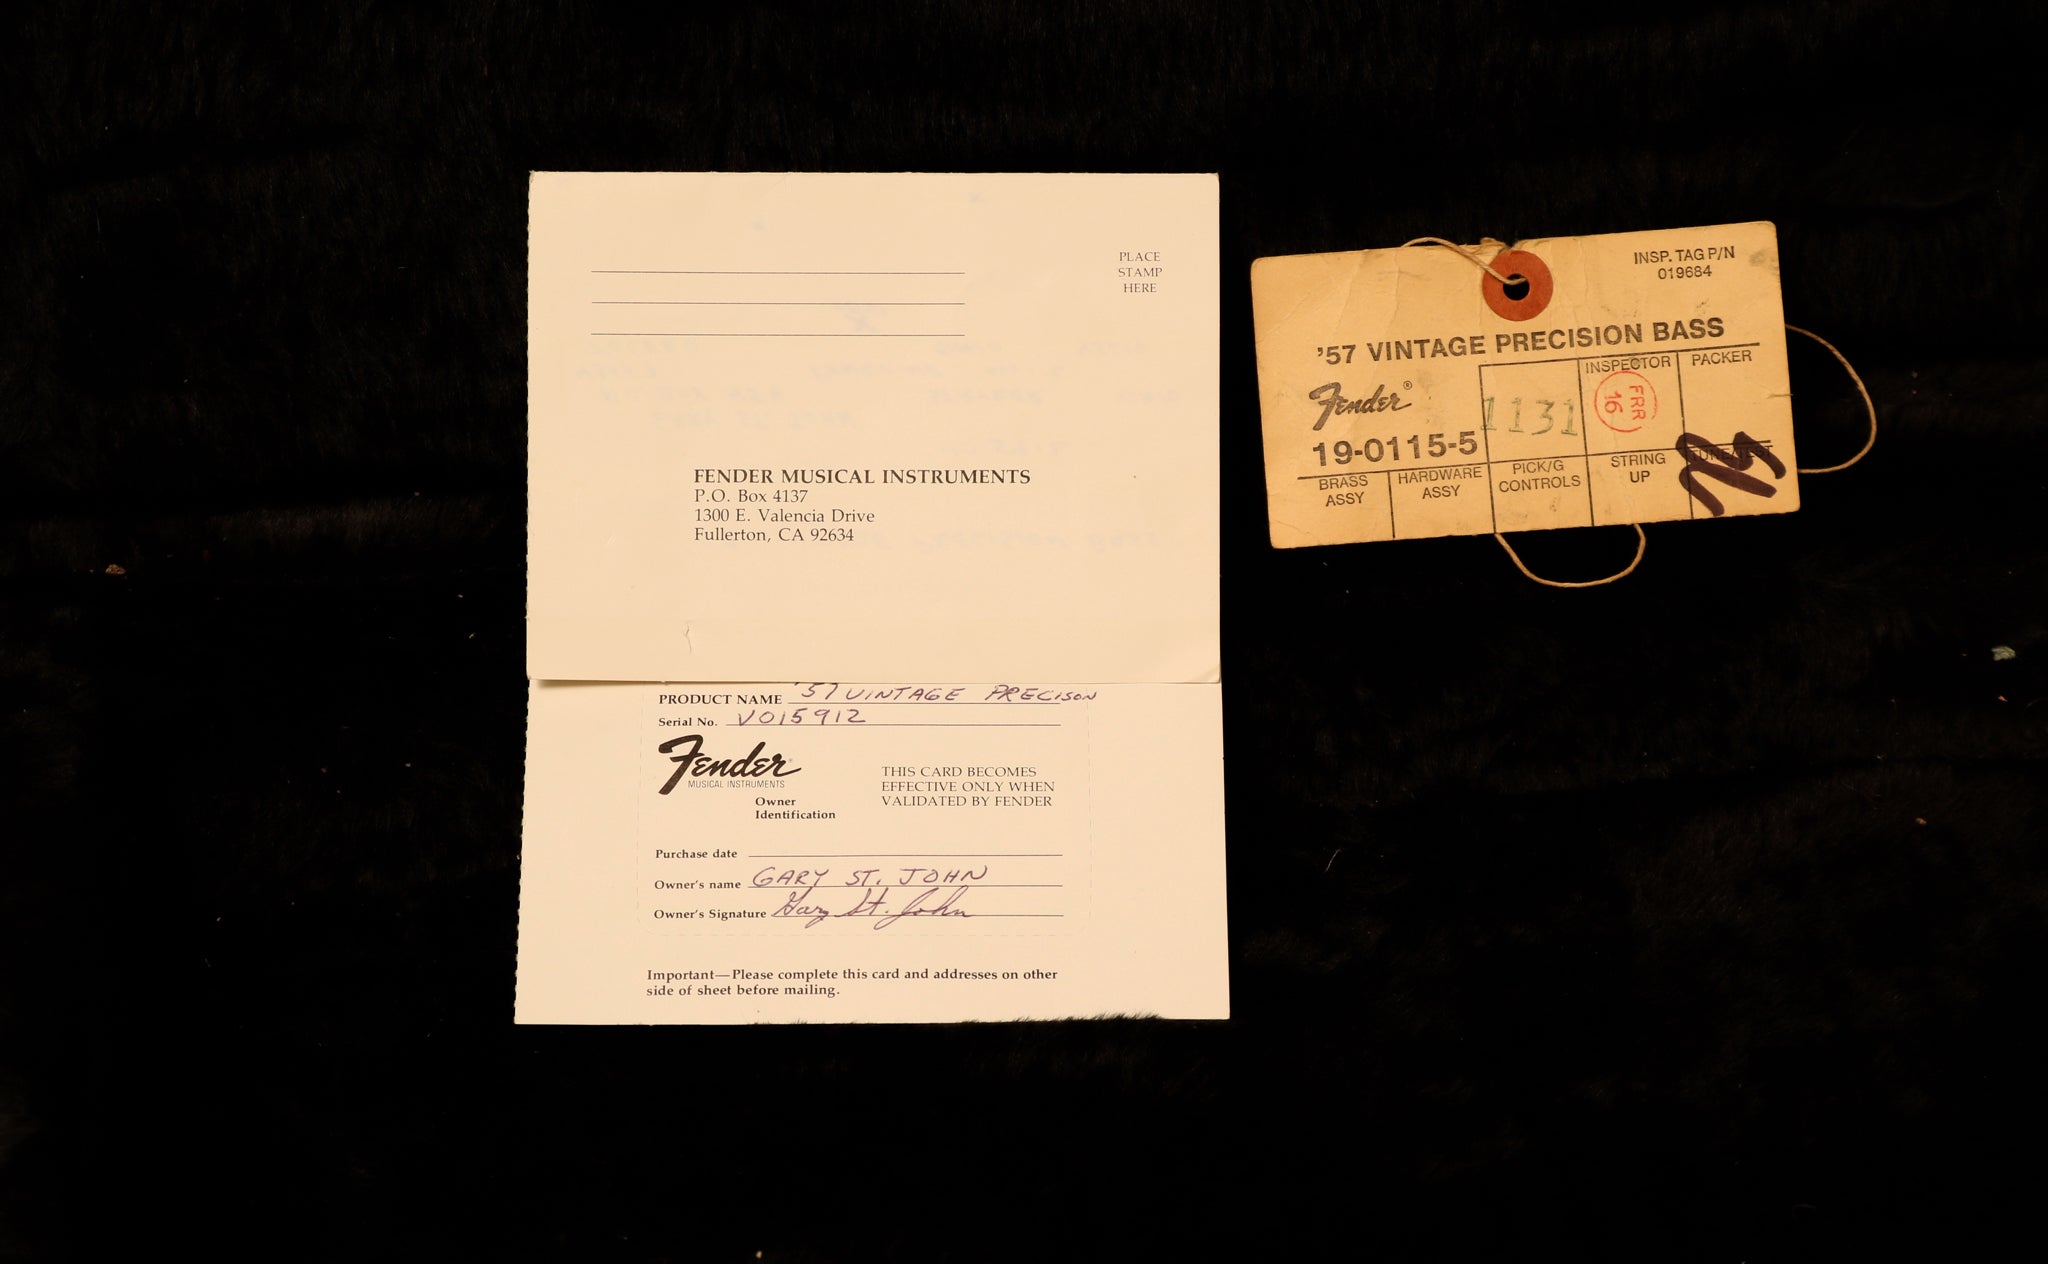 PLACE
STAMP
HERE
FENDER MUSICAL INSTRUMENTS
P.O. Box 4137
1300 E. Valencia Drive
Fullerton, CA 92634
PRODUCT NAME '57 VINTAGE PRECISON
Serial No. V015912
Fender
MUSICAL INSTRUMENTS
Owner
Identification
THIS CARD BECOMES
EFFECTIVE ONLY WHEN
VALIDATED BY FENDER
Purchase date
Owner's name GARY ST. JOHN
Owner's Signature Gary St. John
Important—Please complete this card and addresses on other
side of sheet before mailing.
INSP. TAG P/N
019684
'57 VINTAGE PRECISION BASS
Fender®
19-0115-5
1131
INSPECTOR
FRR
16
PACKER
BRASS
ASSY
HARDWARE
ASSY
PICK/G
CONTROLS
STRING
UP